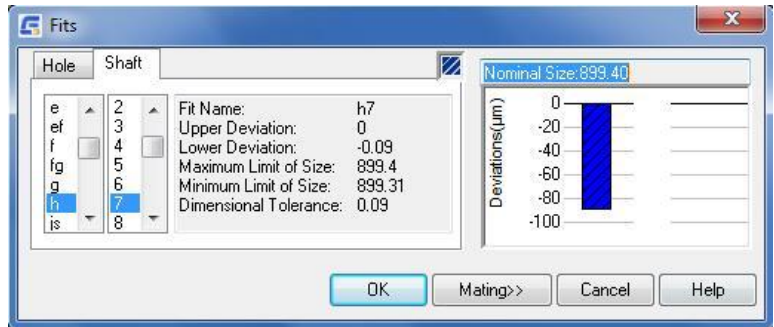 Fits
Hole
Shaft
e
ef
f
fg
g
h
js
2
3
4
5
6
7
8
Fit Name: h7
Upper Deviation: 0
Lower Deviation: -0.09
Maximum Limit of Size: 899.4
Minimum Limit of Size: 899.31
Dimensional Tolerance: 0.09
Nominal Size:899.40
Deviations(µm)
0
-20
-40
-60
-80
-100
OK
Mating>>
Cancel
Help